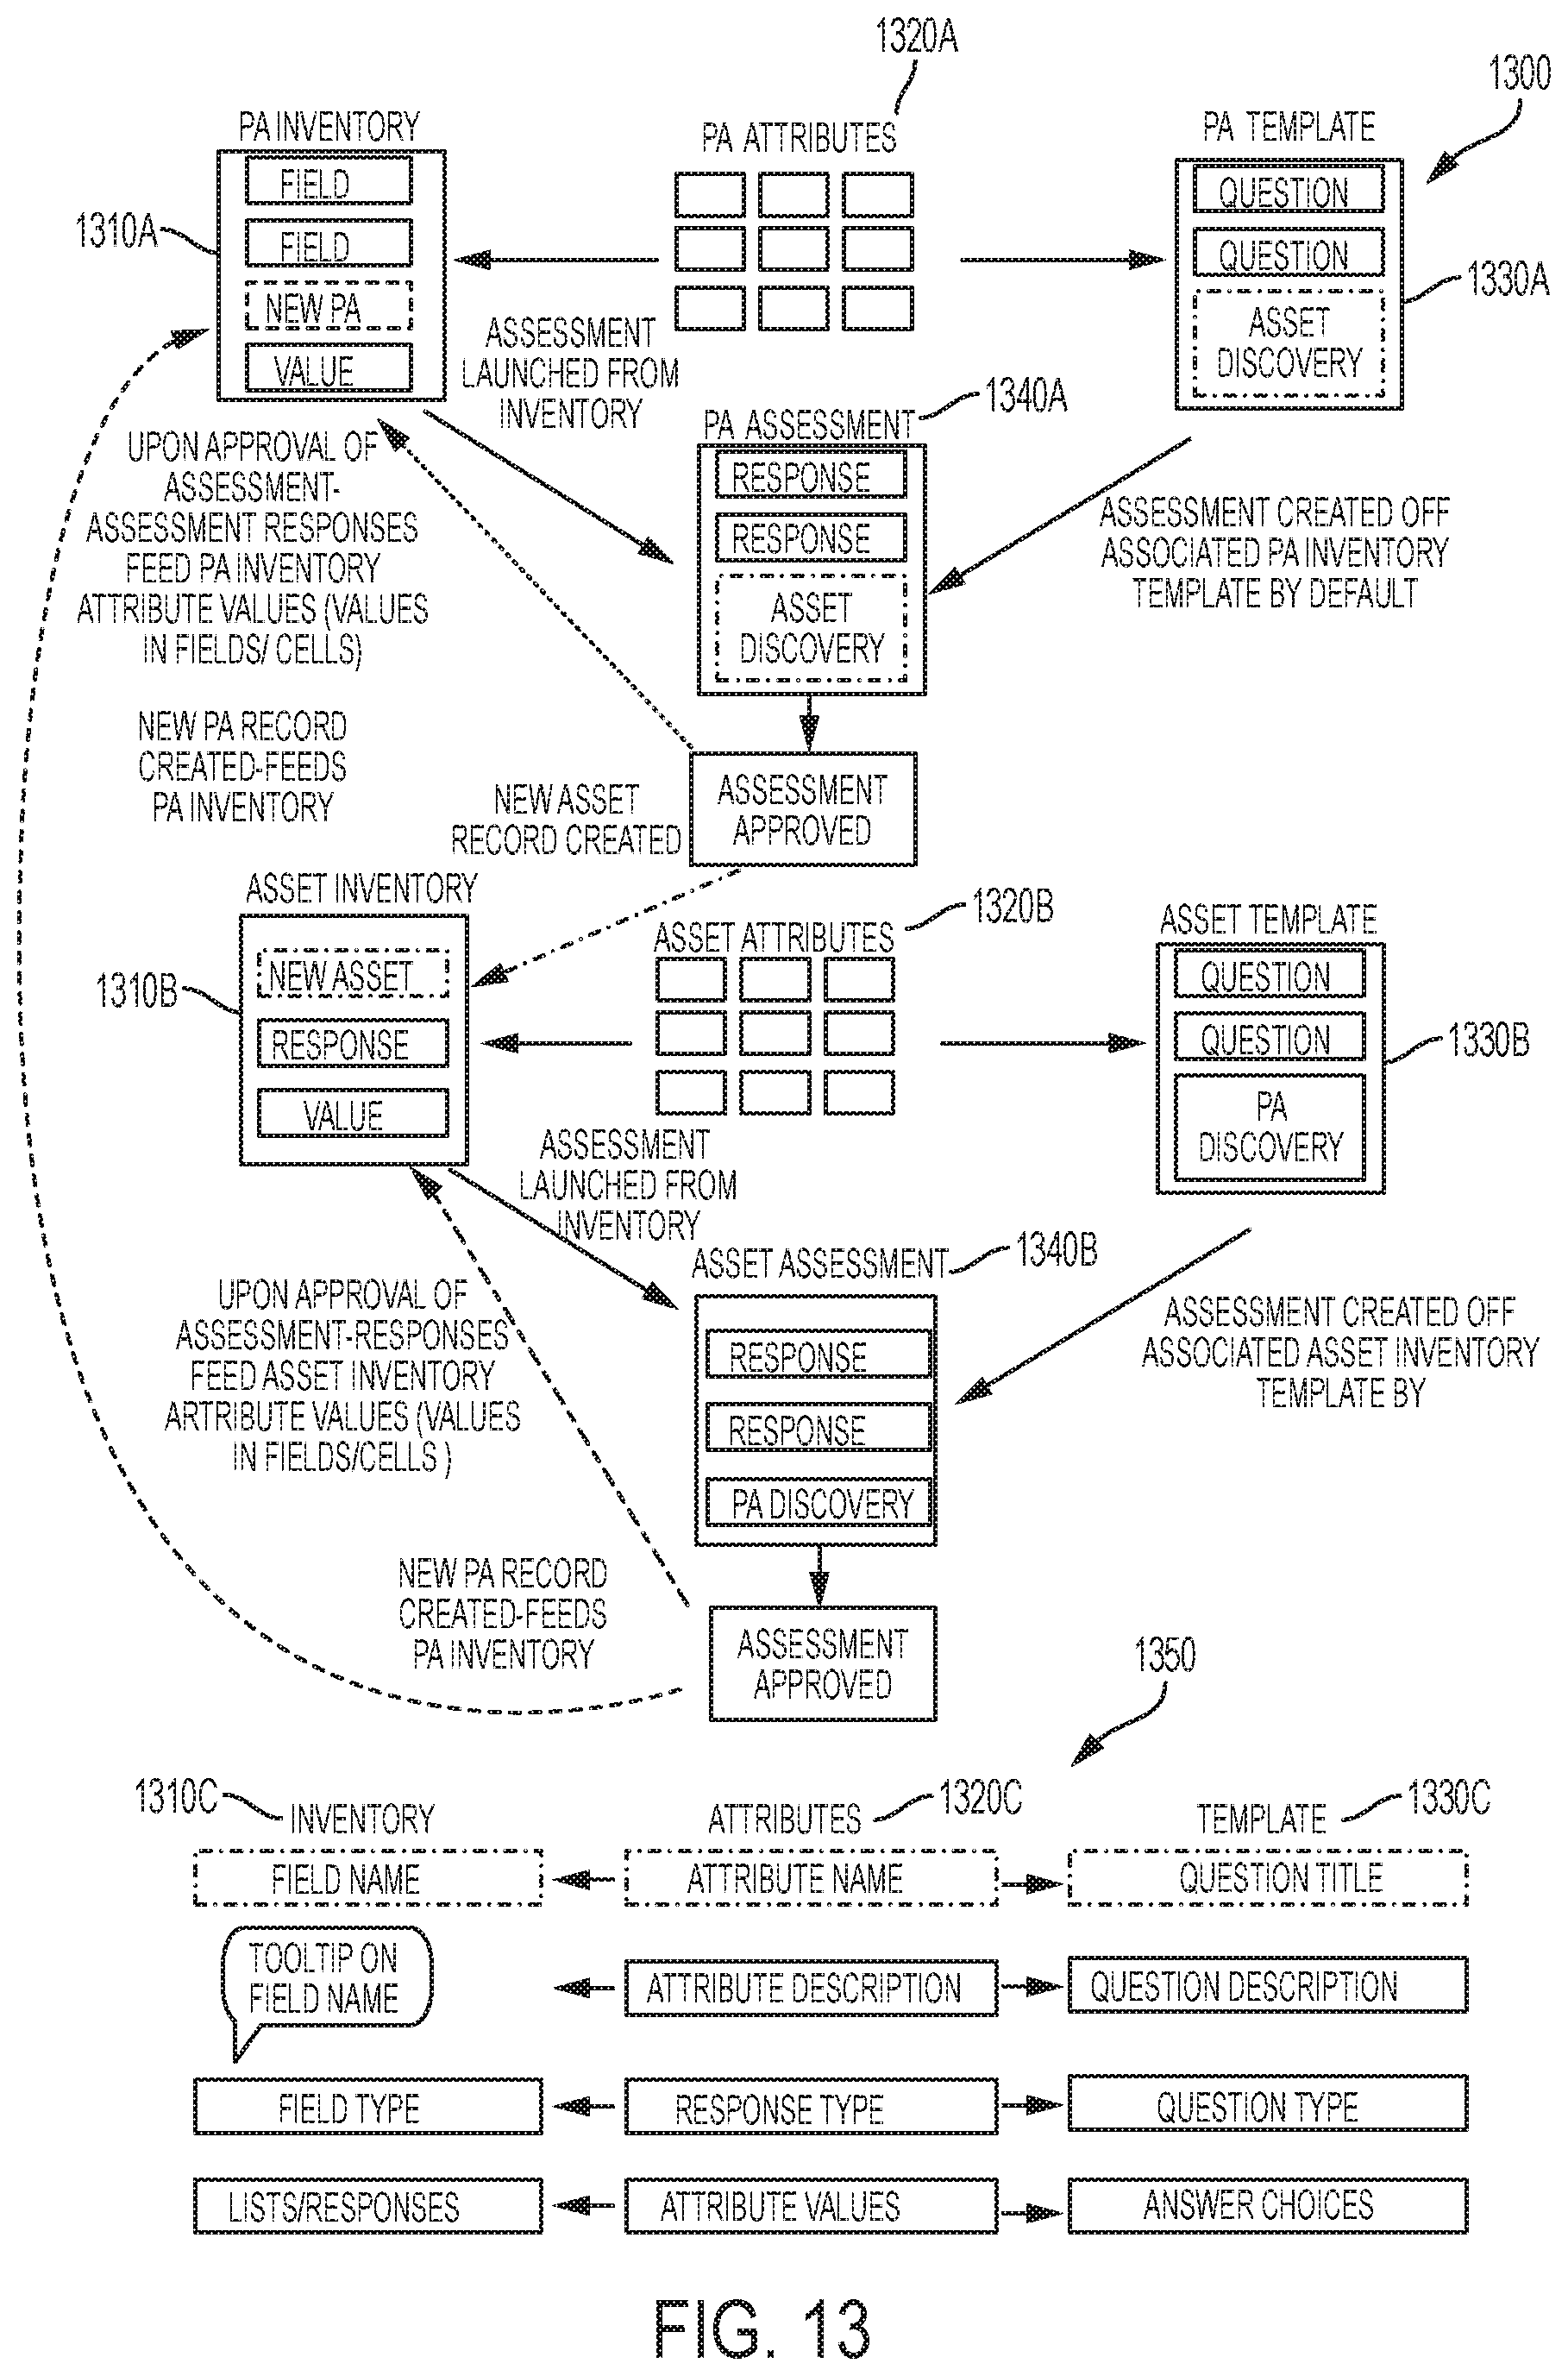 1320A
1300
PA INVENTORY
PA ATTRIBUTES
PA TEMPLATE
FIELD
FIELD
NEW PA
VALUE
1310A
QUESTION
QUESTION
ASSET
DISCOVERY
1330A
ASSESSMENT
LAUNCHED FROM
INVENTORY
1340A
PA ASSESSMENT
RESPONSE
RESPONSE
ASSET
DISCOVERY
UPON APPROVAL OF
ASSESSMENT-
ASSESSMENT RESPONSES
FEED PA INVENTORY
ATTRIBUTE VALUES (VALUES
IN FIELDS/ CELLS)
ASSESSMENT CREATED OFF
ASSOCIATED PA INVENTORY
TEMPLATE BY DEFAULT
NEW PA RECORD
CREATED-FEEDS
PA INVENTORY
NEW ASSET
RECORD CREATED
ASSESSMENT
APPROVED
ASSET INVENTORY
ASSET ATTRIBUTES
1320B
ASSET TEMPLATE
NEW ASSET
RESPONSE
VALUE
1310B
QUESTION
QUESTION
PA
DISCOVERY
1330B
ASSESSMENT
LAUNCHED FROM
INVENTORY
ASSET ASSESSMENT
1340B
RESPONSE
RESPONSE
PA DISCOVERY
UPON APPROVAL OF
ASSESSMENT-RESPONSES
FEED ASSET INVENTORY
ARTRIBUTE VALUES (VALUES
IN FIELDS/CELLS )
ASSESSMENT CREATED OFF
ASSOCIATED ASSET INVENTORY
TEMPLATE BY
NEW PA RECORD
CREATED-FEEDS
PA INVENTORY
ASSESSMENT
APPROVED
1350
1310C
INVENTORY
ATTRIBUTES
1320C
TEMPLATE
1330C
FIELD NAME
ATTRIBUTE NAME
QUESTION TITLE
TOOLTIP ON
FIELD NAME
ATTRIBUTE DESCRIPTION
QUESTION DESCRIPTION
FIELD TYPE
RESPONSE TYPE
QUESTION TYPE
LISTS/RESPONSES
ATTRIBUTE VALUES
ANSWER CHOICES
FIG. 13